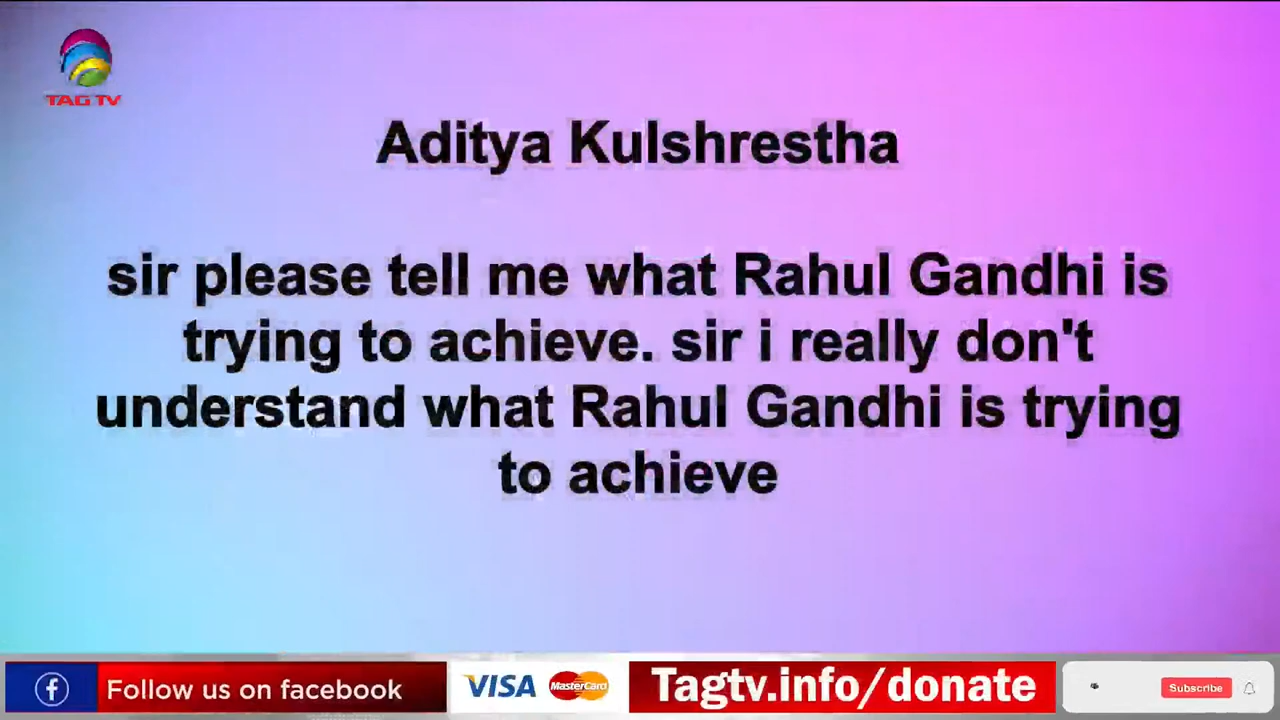 TAG TV
Aditya Kulshrestha
sir please tell me what Rahul Gandhi is
trying to achieve. sir i really don't
understand what Rahul Gandhi is trying
to achieve
f Follow us on facebook
VISA MasterCard
Tagtv.info/donate
Subscribe